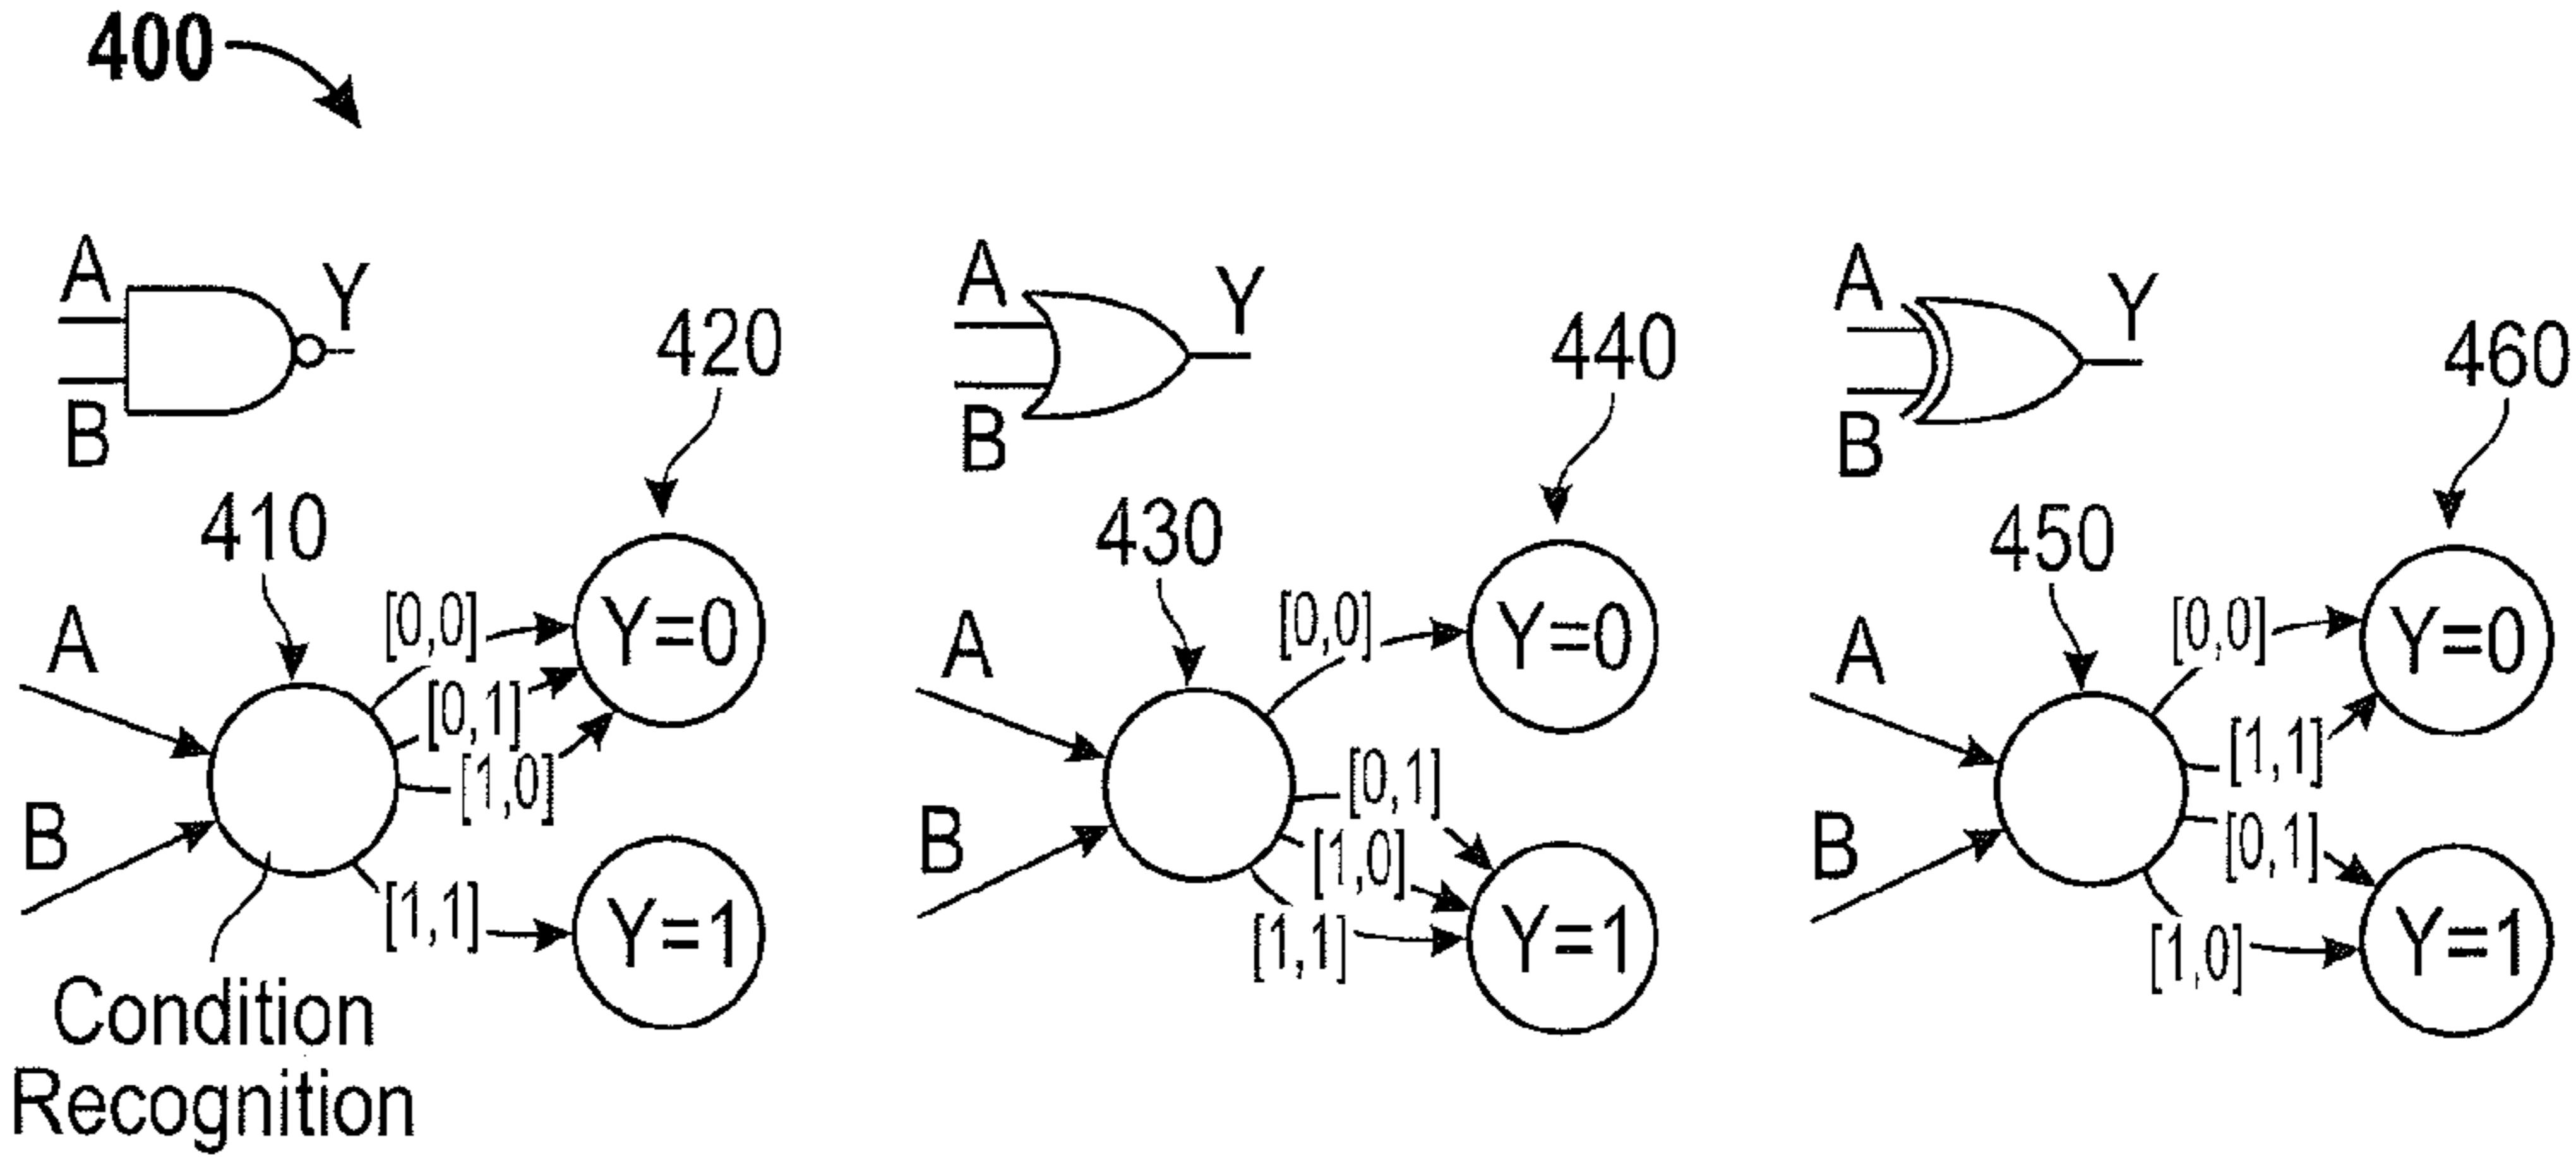 400
A
Y
B
420
410
A
B
[0,0]
[0,1]
[1,0]
[1,1]
Y=0
Y=1
Condition
Recognition
A
Y
B
440
430
A
B
[0,0]
[0,1]
[1,0]
[1,1]
Y=0
Y=1
A
Y
B
460
450
A
B
[0,0]
[1,1]
[0,1]
[1,0]
Y=0
Y=1